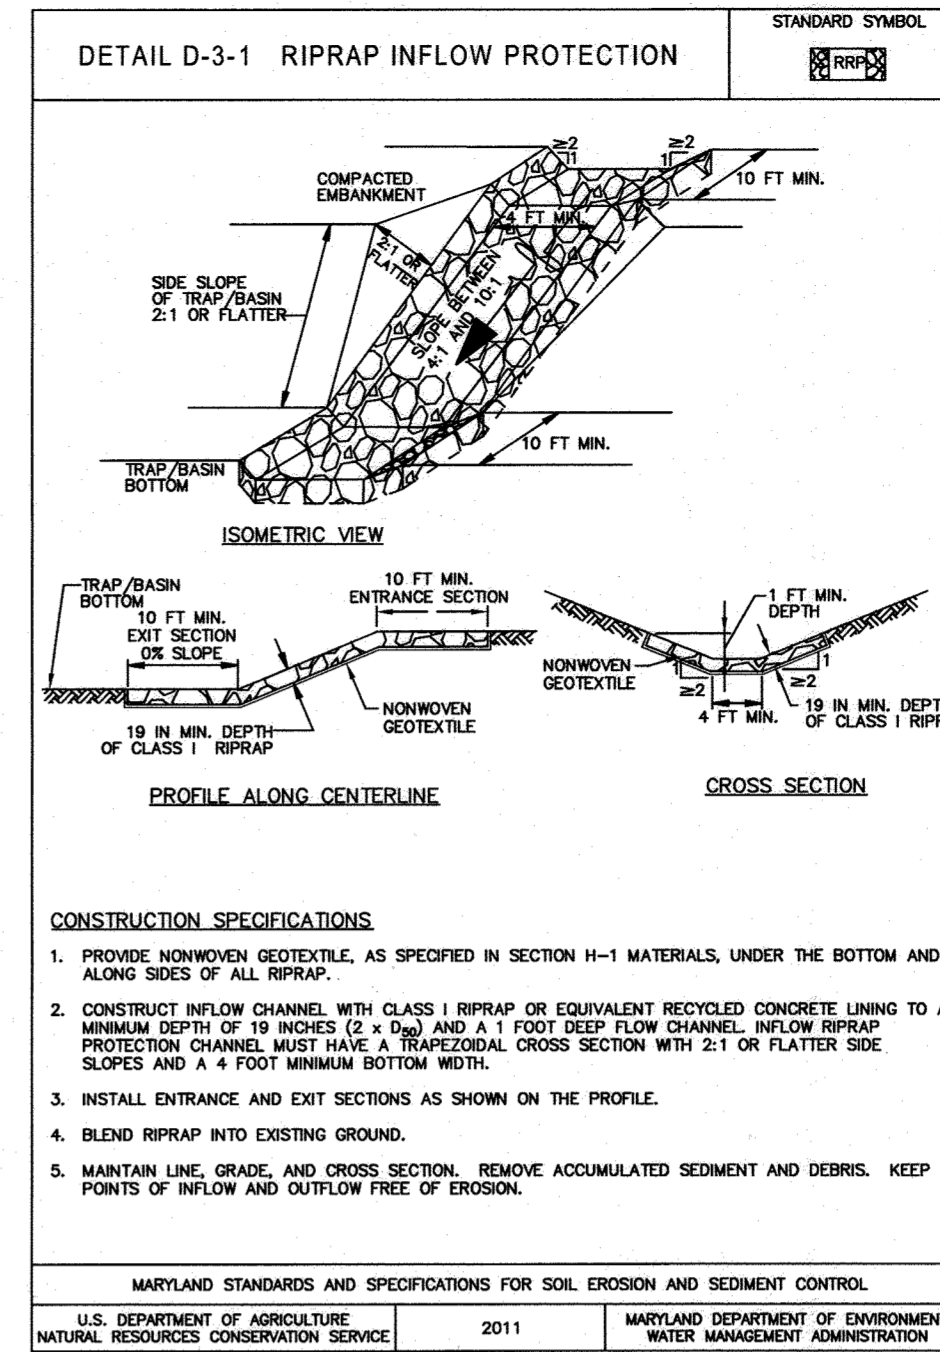 DETAIL D-3-1 RIPRAP INFLOW PROTECTION
STANDARD SYMBOL
RRP
≥2
1
≥2
1
10 FT MIN.
COMPACTED
EMBANKMENT
4 FT MIN.
2:1 OR
FLATTER
SLOPE BETWEEN
4:1 AND 10:1
SIDE SLOPE
OF TRAP/BASIN
2:1 OR FLATTER
10 FT MIN.
TRAP/BASIN
BOTTOM
ISOMETRIC VIEW
TRAP/BASIN
BOTTOM
10 FT MIN.
EXIT SECTION
0% SLOPE
10 FT MIN.
ENTRANCE SECTION
19 IN MIN. DEPTH
OF CLASS I RIPRAP
NONWOVEN
GEOTEXTILE
PROFILE ALONG CENTERLINE
1 FT MIN.
DEPTH
NONWOVEN
GEOTEXTILE
1
≥2
1
≥2
4 FT MIN.
19 IN MIN. DEPT
OF CLASS I RIPR
CROSS SECTION
CONSTRUCTION SPECIFICATIONS
1. PROVIDE NONWOVEN GEOTEXTILE, AS SPECIFIED IN SECTION H-1 MATERIALS, UNDER THE BOTTOM AND
ALONG SIDES OF ALL RIPRAP.
2. CONSTRUCT INFLOW CHANNEL WITH CLASS I RIPRAP OR EQUIVALENT RECYCLED CONCRETE LINING TO A
MINIMUM DEPTH OF 19 INCHES (2 x D50) AND A 1 FOOT DEEP FLOW CHANNEL. INFLOW RIPRAP
PROTECTION CHANNEL MUST HAVE A TRAPEZOIDAL CROSS SECTION WITH 2:1 OR FLATTER SIDE
SLOPES AND A 4 FOOT MINIMUM BOTTOM WIDTH.
3. INSTALL ENTRANCE AND EXIT SECTIONS AS SHOWN ON THE PROFILE.
4. BLEND RIPRAP INTO EXISTING GROUND.
5. MAINTAIN LINE, GRADE, AND CROSS SECTION. REMOVE ACCUMULATED SEDIMENT AND DEBRIS. KEEP
POINTS OF INFLOW AND OUTFLOW FREE OF EROSION.
MARYLAND STANDARDS AND SPECIFICATIONS FOR SOIL EROSION AND SEDIMENT CONTROL
U.S. DEPARTMENT OF AGRICULTURE
NATURAL RESOURCES CONSERVATION SERVICE
2011
MARYLAND DEPARTMENT OF ENVIRONMEN
WATER MANAGEMENT ADMINISTRATION